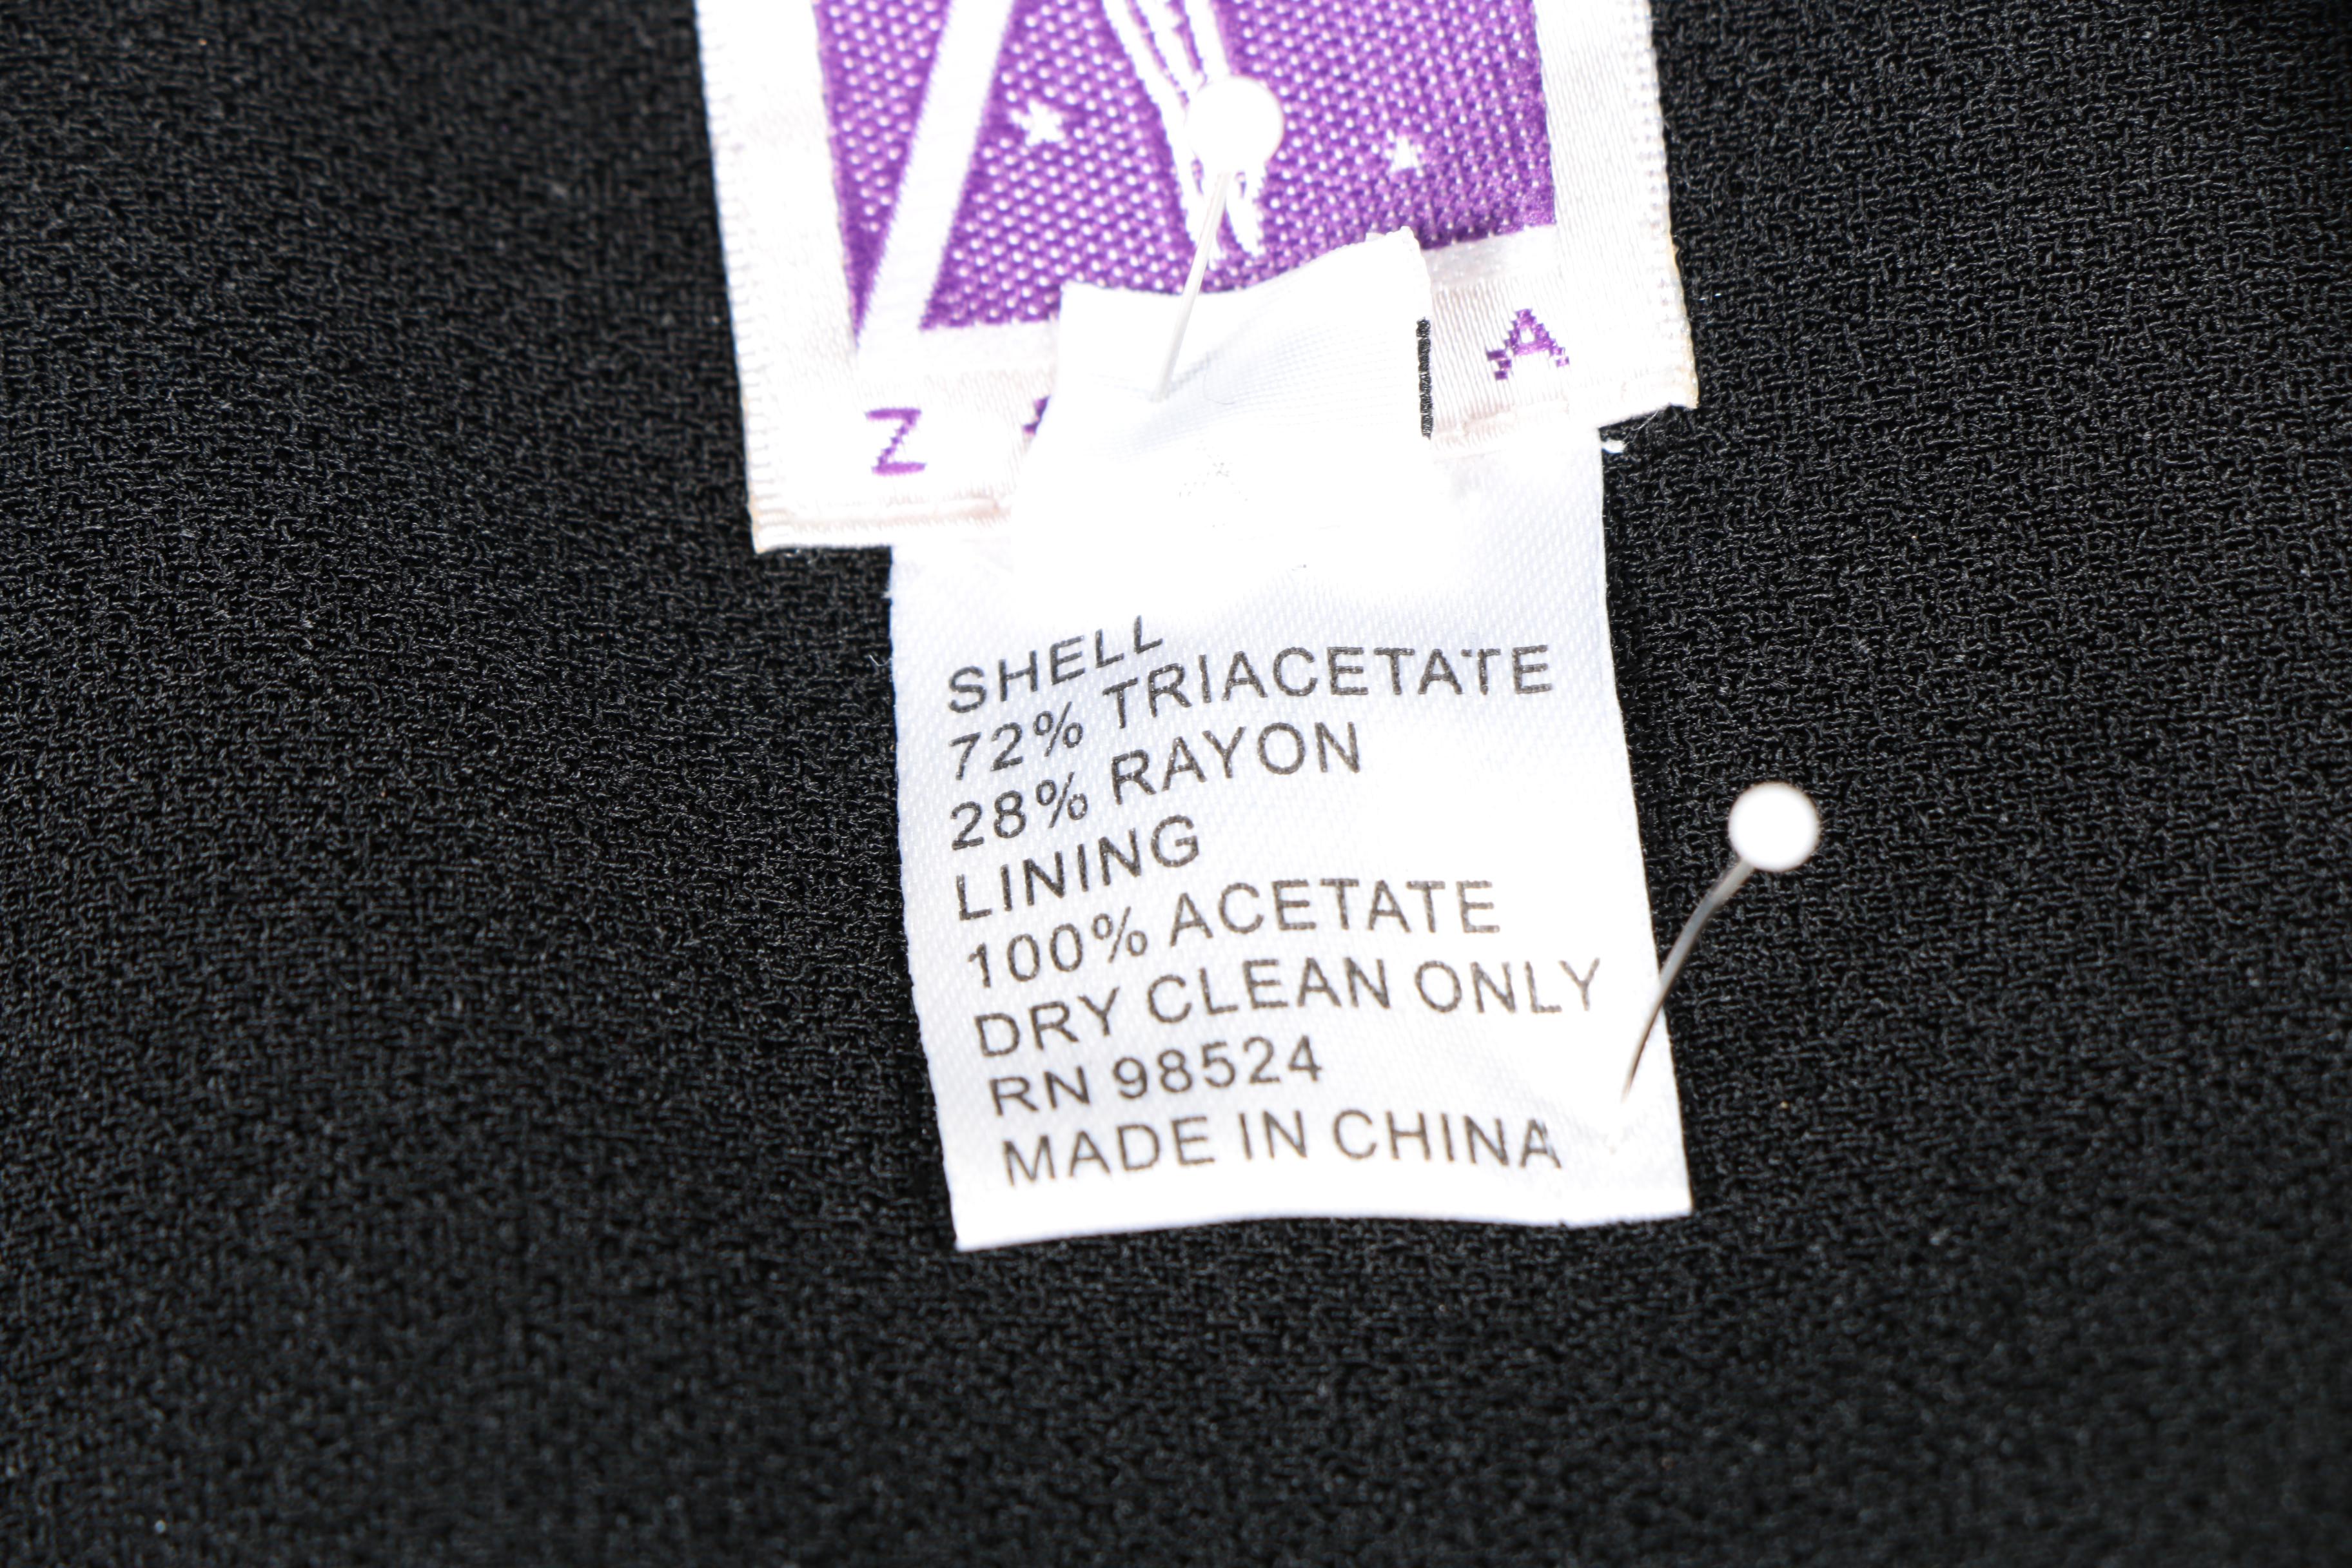 Z A
SHELL
72% TRIACETATE
28% RAYON
LINING
100% ACETATE
DRY CLEAN ONLY
RN 98524
MADE IN CHINA